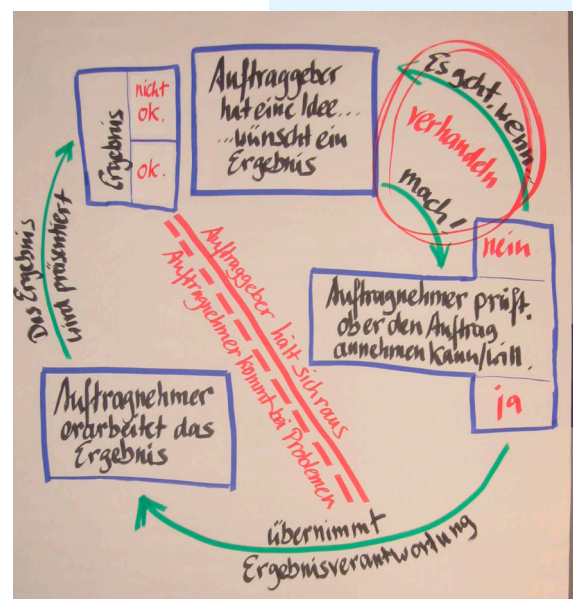 Auftraggeber
hat eine Idee...
...wünscht ein
Ergebnis
Es geht, wenn...
verhandeln
mach!
nein
Auftragnehmer prüft.
ob er den Auftrag
annehmen kann/will.
ja
übernimmt
Ergebnisverantwortung
Auftragnehmer
erarbeitet das
Ergebnis
Das Ergebnis
wird präsentiert
Ergebnis
nicht
ok.
ok.
Auftraggeber hält sich raus
Auftragnehmer kommt bei Problemen